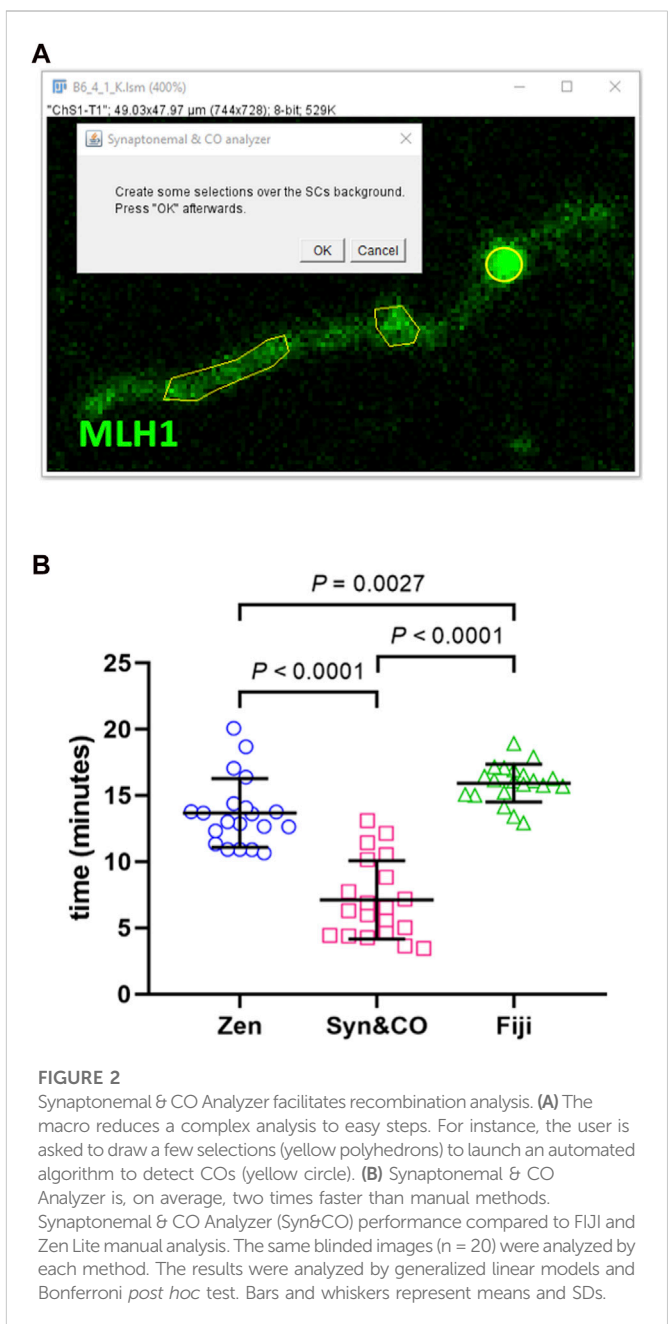 A
B6_4_1_K.lsm (400%)
"ChS1-T1"; 49.03x47.97 µm (744x728); 8-bit; 529K
Synaptonemal & CO analyzer
Create some selections over the SCs background.
Press "OK" afterwards.
OK Cancel
MLH1
B
P = 0.0027
P < 0.0001
P < 0.0001
25
20
15
10
5
0
time (minutes)
Zen Syn&CO Fiji
FIGURE 2
Synaptonemal & CO Analyzer facilitates recombination analysis. (A) The
macro reduces a complex analysis to easy steps. For instance, the user is
asked to draw a few selections (yellow polyhedrons) to launch an automated
algorithm to detect COs (yellow circle). (B) Synaptonemal & CO
Analyzer is, on average, two times faster than manual methods.
Synaptonemal & CO Analyzer (Syn&CO) performance compared to FIJI and
Zen Lite manual analysis. The same blinded images (n = 20) were analyzed by
each method. The results were analyzed by generalized linear models and
Bonferroni post hoc test. Bars and whiskers represent means and SDs.